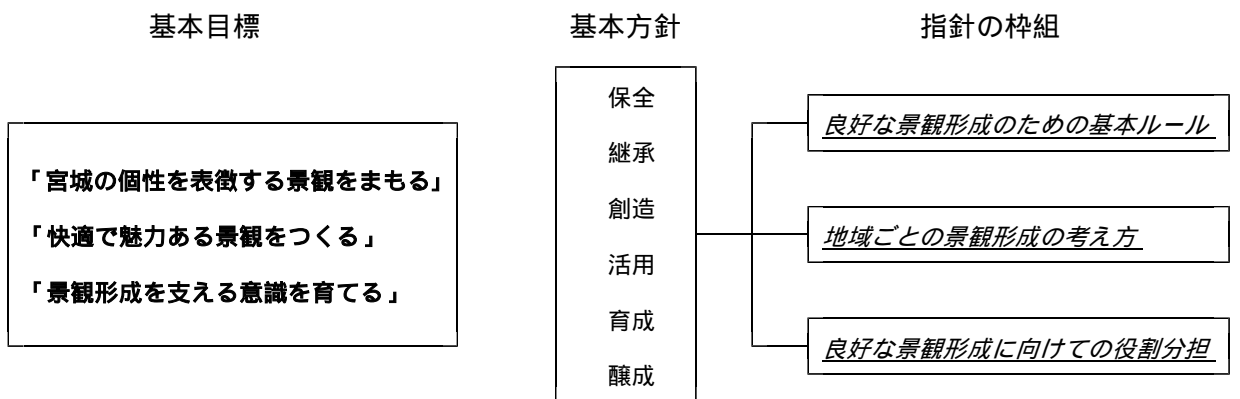 基本目標
基本方針
指針の枠組
「宮城の個性を表徴する景観をまもる」
「快適で魅力ある景観をつくる」
「景観形成を支える意識を育てる」
保全
継承
創造
活用
育成
醸成
良好な景観形成のための基本ルール
地域ごとの景観形成の考え方
良好な景観形成に向けての役割分担